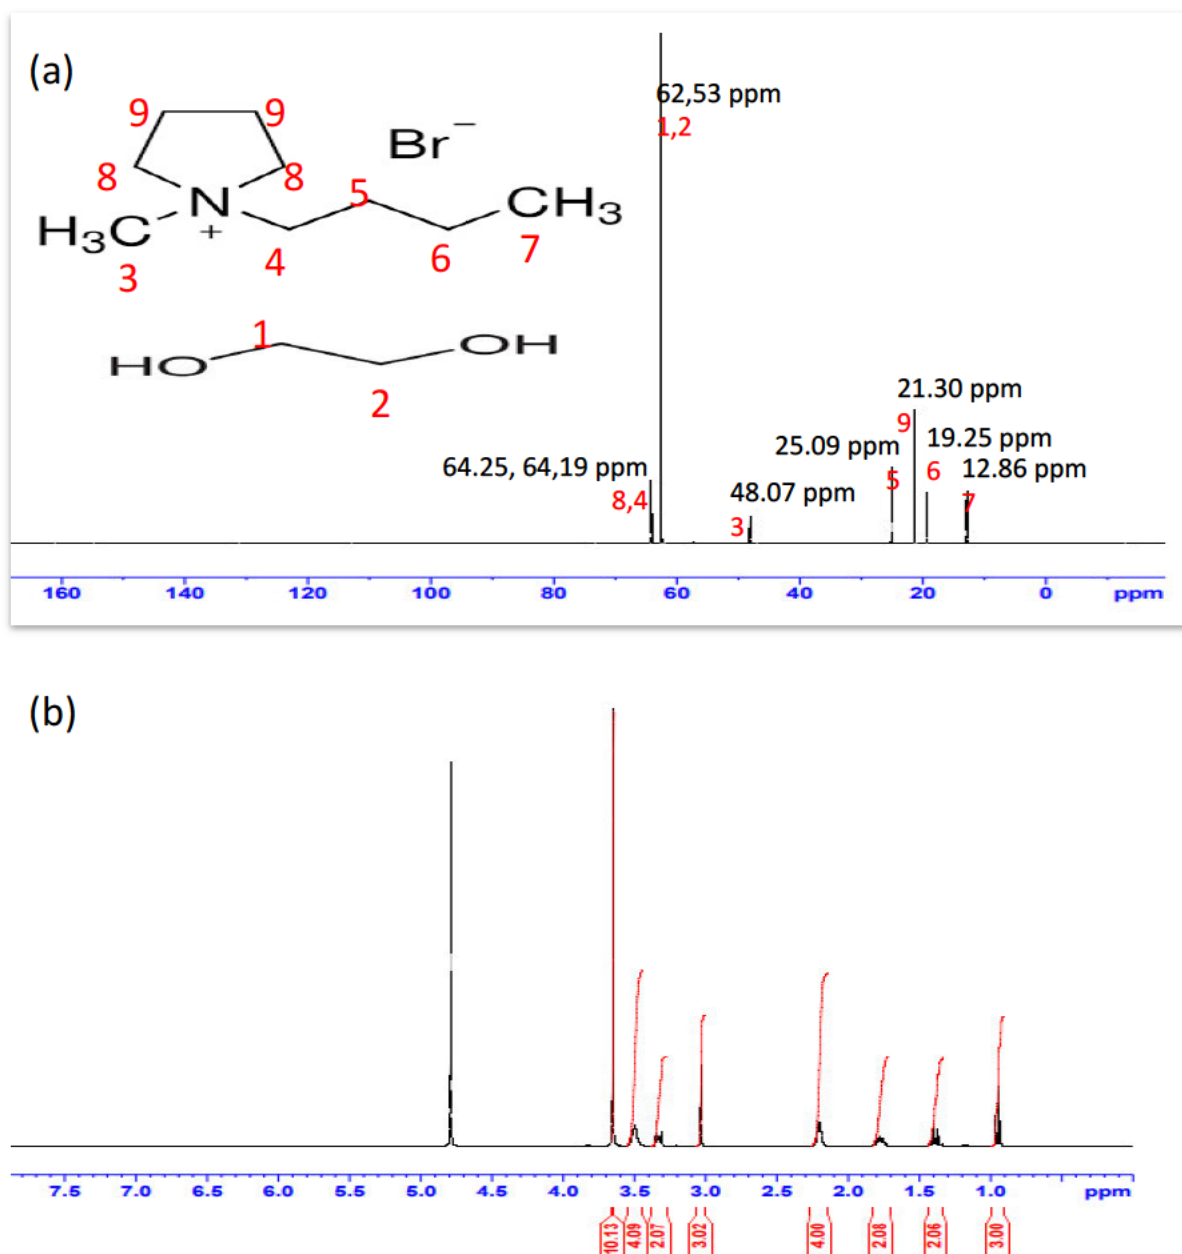 (a)
62,53 ppm
1,2
9 9
Br−
8 8
5
N
+
H3C
CH3
3 4 6 7
1
HO
OH
2
21.30 ppm
9
25.09 ppm
5
19.25 ppm
6
12.86 ppm
7
64.25, 64,19 ppm
8,4
48.07 ppm
3
160 140 120 100 80 60 40 20 0 ppm
(b)
7.5 7.0 6.5 6.0 5.5 5.0 4.5 4.0 3.5 3.0 2.5 2.0 1.5 1.0 ppm
10.13 4.09 2.07 3.02 4.00 2.08 2.06 3.00